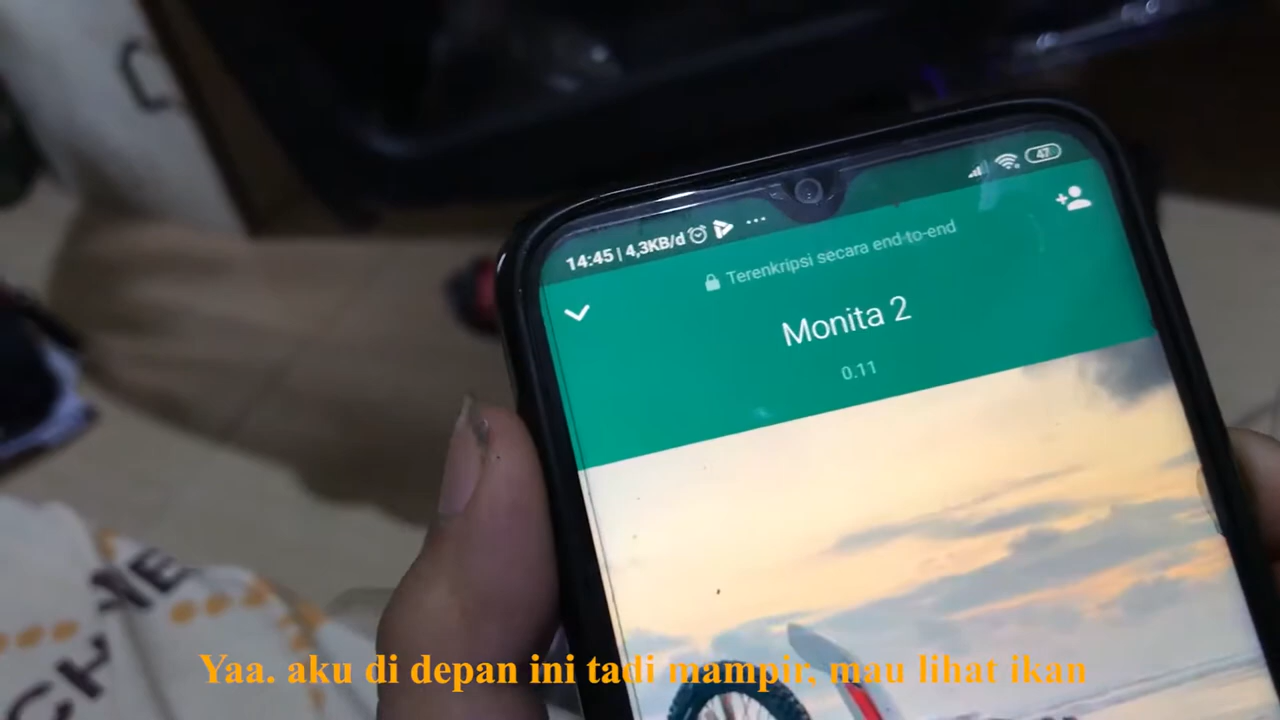 14:45 | 4,3KB/d
47
Terenkripsi secara end-to-end
Monita 2
0.11
Yaa. aku di depan ini tadi mampir, mau lihat ikan